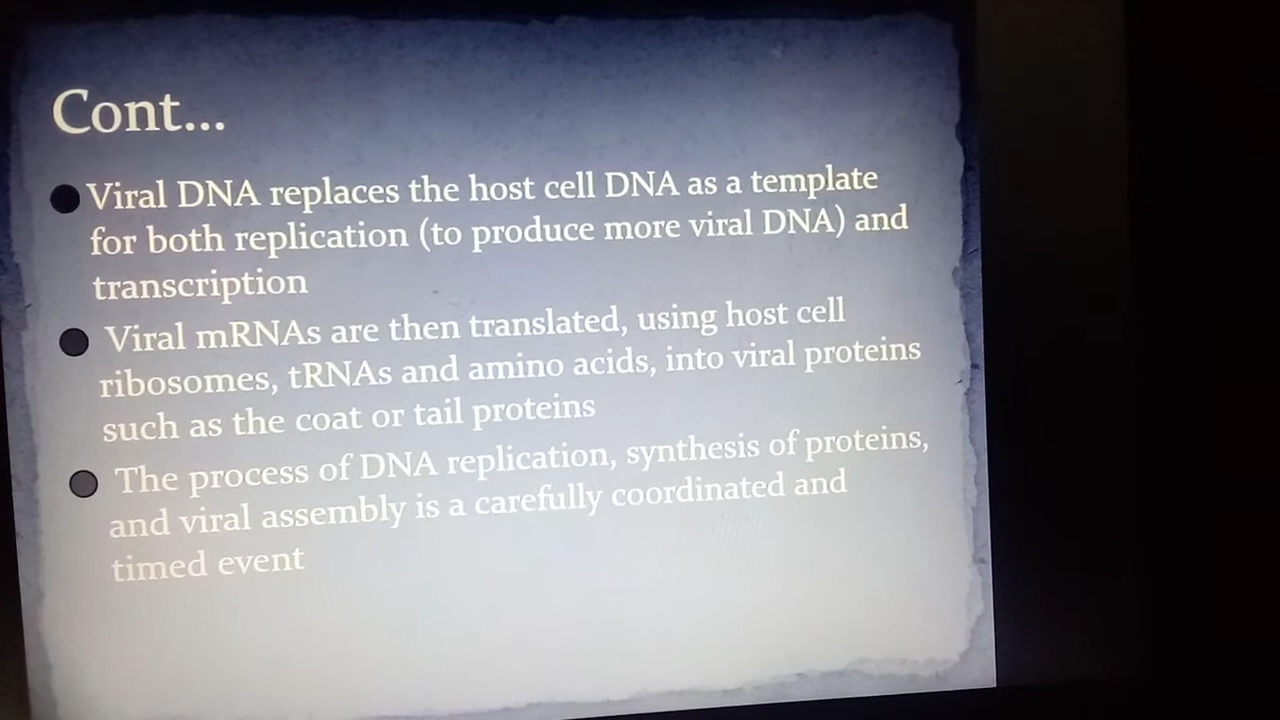 Cont...
Viral DNA replaces the host cell DNA as a template
for both replication (to produce more viral DNA) and
transcription
Viral mRNAs are then translated, using host cell
ribosomes, tRNAs and amino acids, into viral proteins
such as the coat or tail proteins
The process of DNA replication, synthesis of proteins,
and viral assembly is a carefully coordinated and
timed event